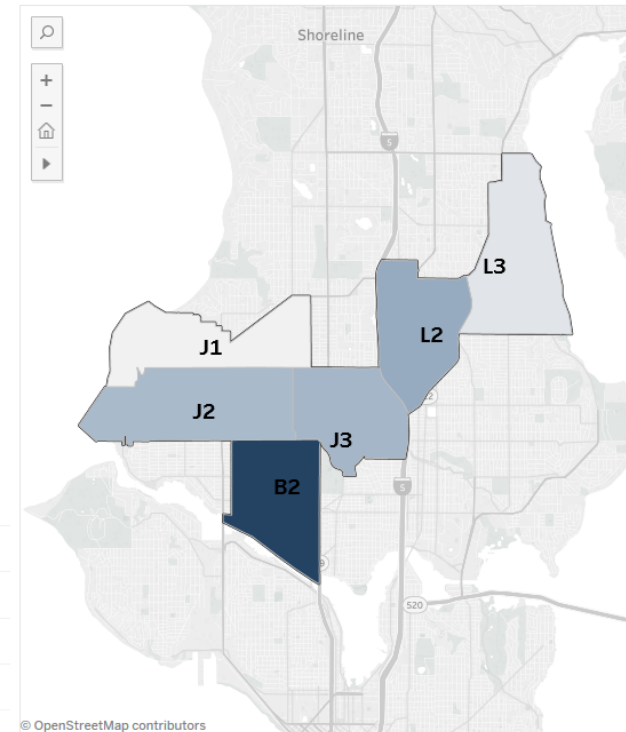 Shoreline
+
−
5
L3
J1
L2
J2
J3
B2
5
520
© OpenStreetMap contributors